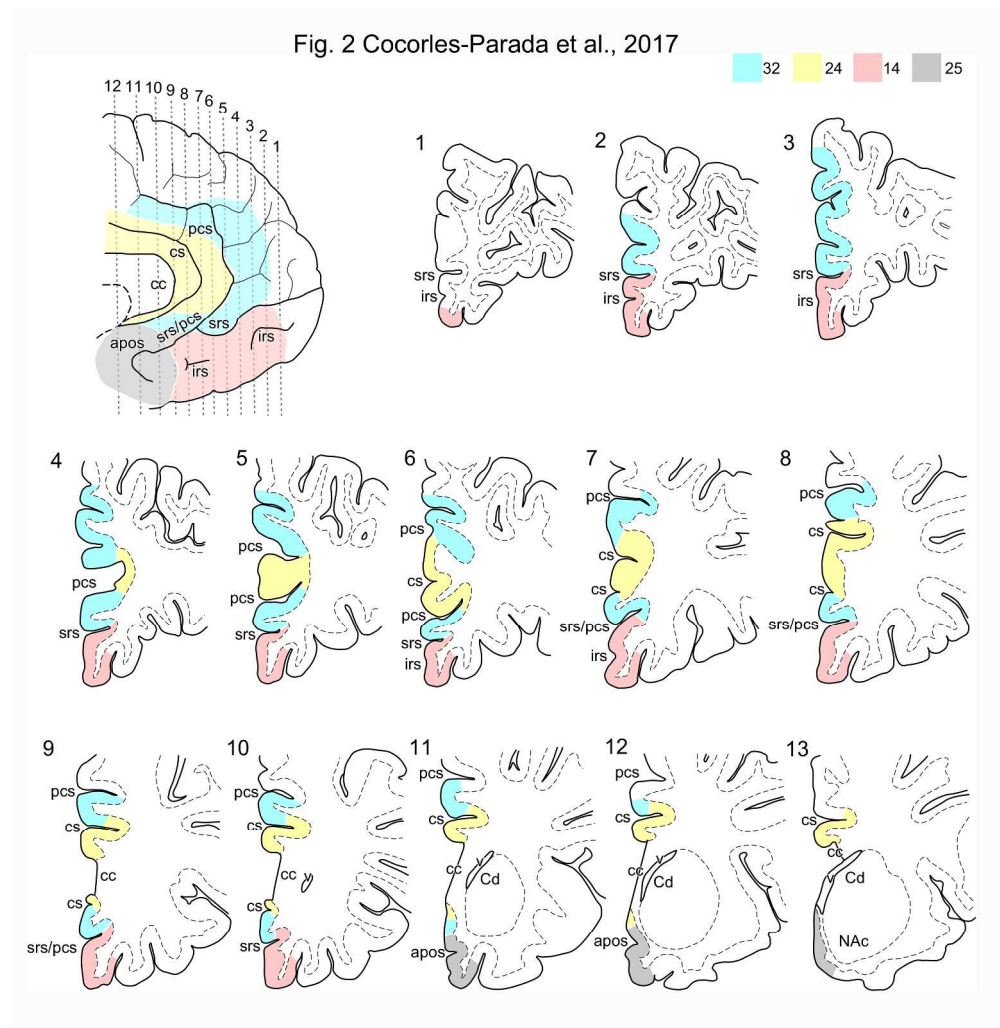 Fig. 2 Cocorles-Parada et al., 2017
32 24 14 25
12 11 10 9 8 7 6 5 4 3 2 1
pcs
cs
cc
srs/pcs
srs
apos
irs
irs
1
srs
2
srs
irs
3
srs
irs
4
pcs
srs
5
pcs
pcs
srs
6
pcs
cs
pcs
srs
irs
7
pcs
cs
cs
srs/pcs
irs
8
pcs
cs
cs
srs/pcs
9
pcs
cs
cc
cs
srs/pcs
10
pcs
cs
cc
cs
srs
11
pcs
cs
cc
v
Cd
apos
12
pcs
cs
cc
v
Cd
apos
13
cs
cc
v
Cd
NAc